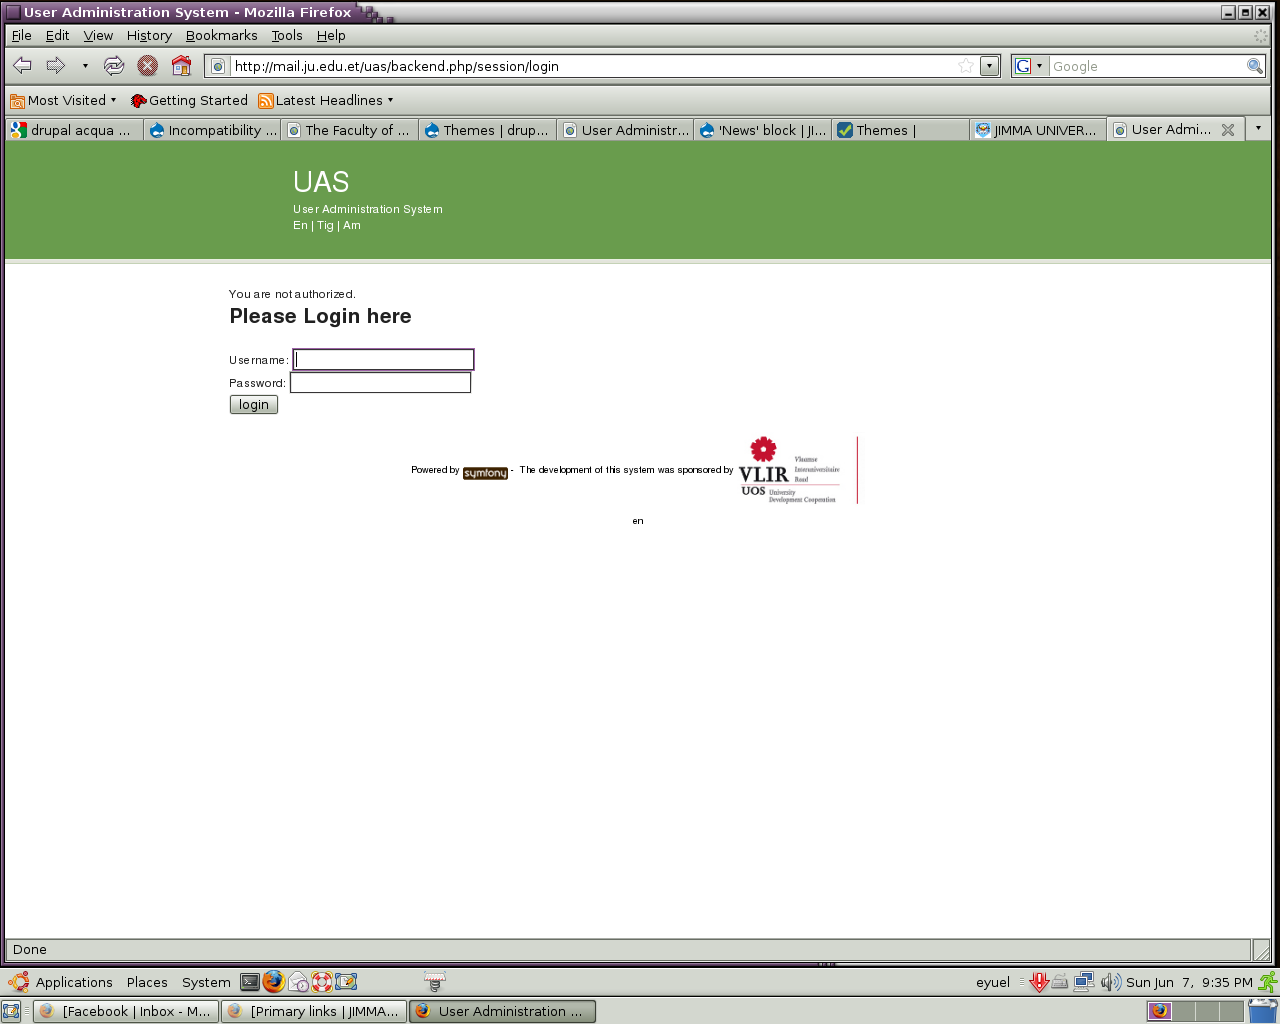 User Administration System - Mozilla Firefox
File Edit View History Bookmarks Tools Help
http://mail.ju.edu.et/uas/backend.php/session/login
Google
Most Visited Getting Started Latest Headlines
drupal acqua ... Incompatibility ... The Faculty of ... Themes | drup... User Administr... 'News' block | JI... Themes | JIMMA UNIVER... User Admi...
UAS
User Administration System
En | Tig | Am
You are not authorized.
Please Login here
Username:
Password:
login
Powered by symfony - The development of this system was sponsored by
VLIR
Vlaamse
Interuniversitaire
Raad
UOS
University
Development Cooperation
en
Done
Applications Places System eyuel Sun Jun 7, 9:35 PM
[Facebook | Inbox - M... [Primary links | JIMMA... User Administration ...